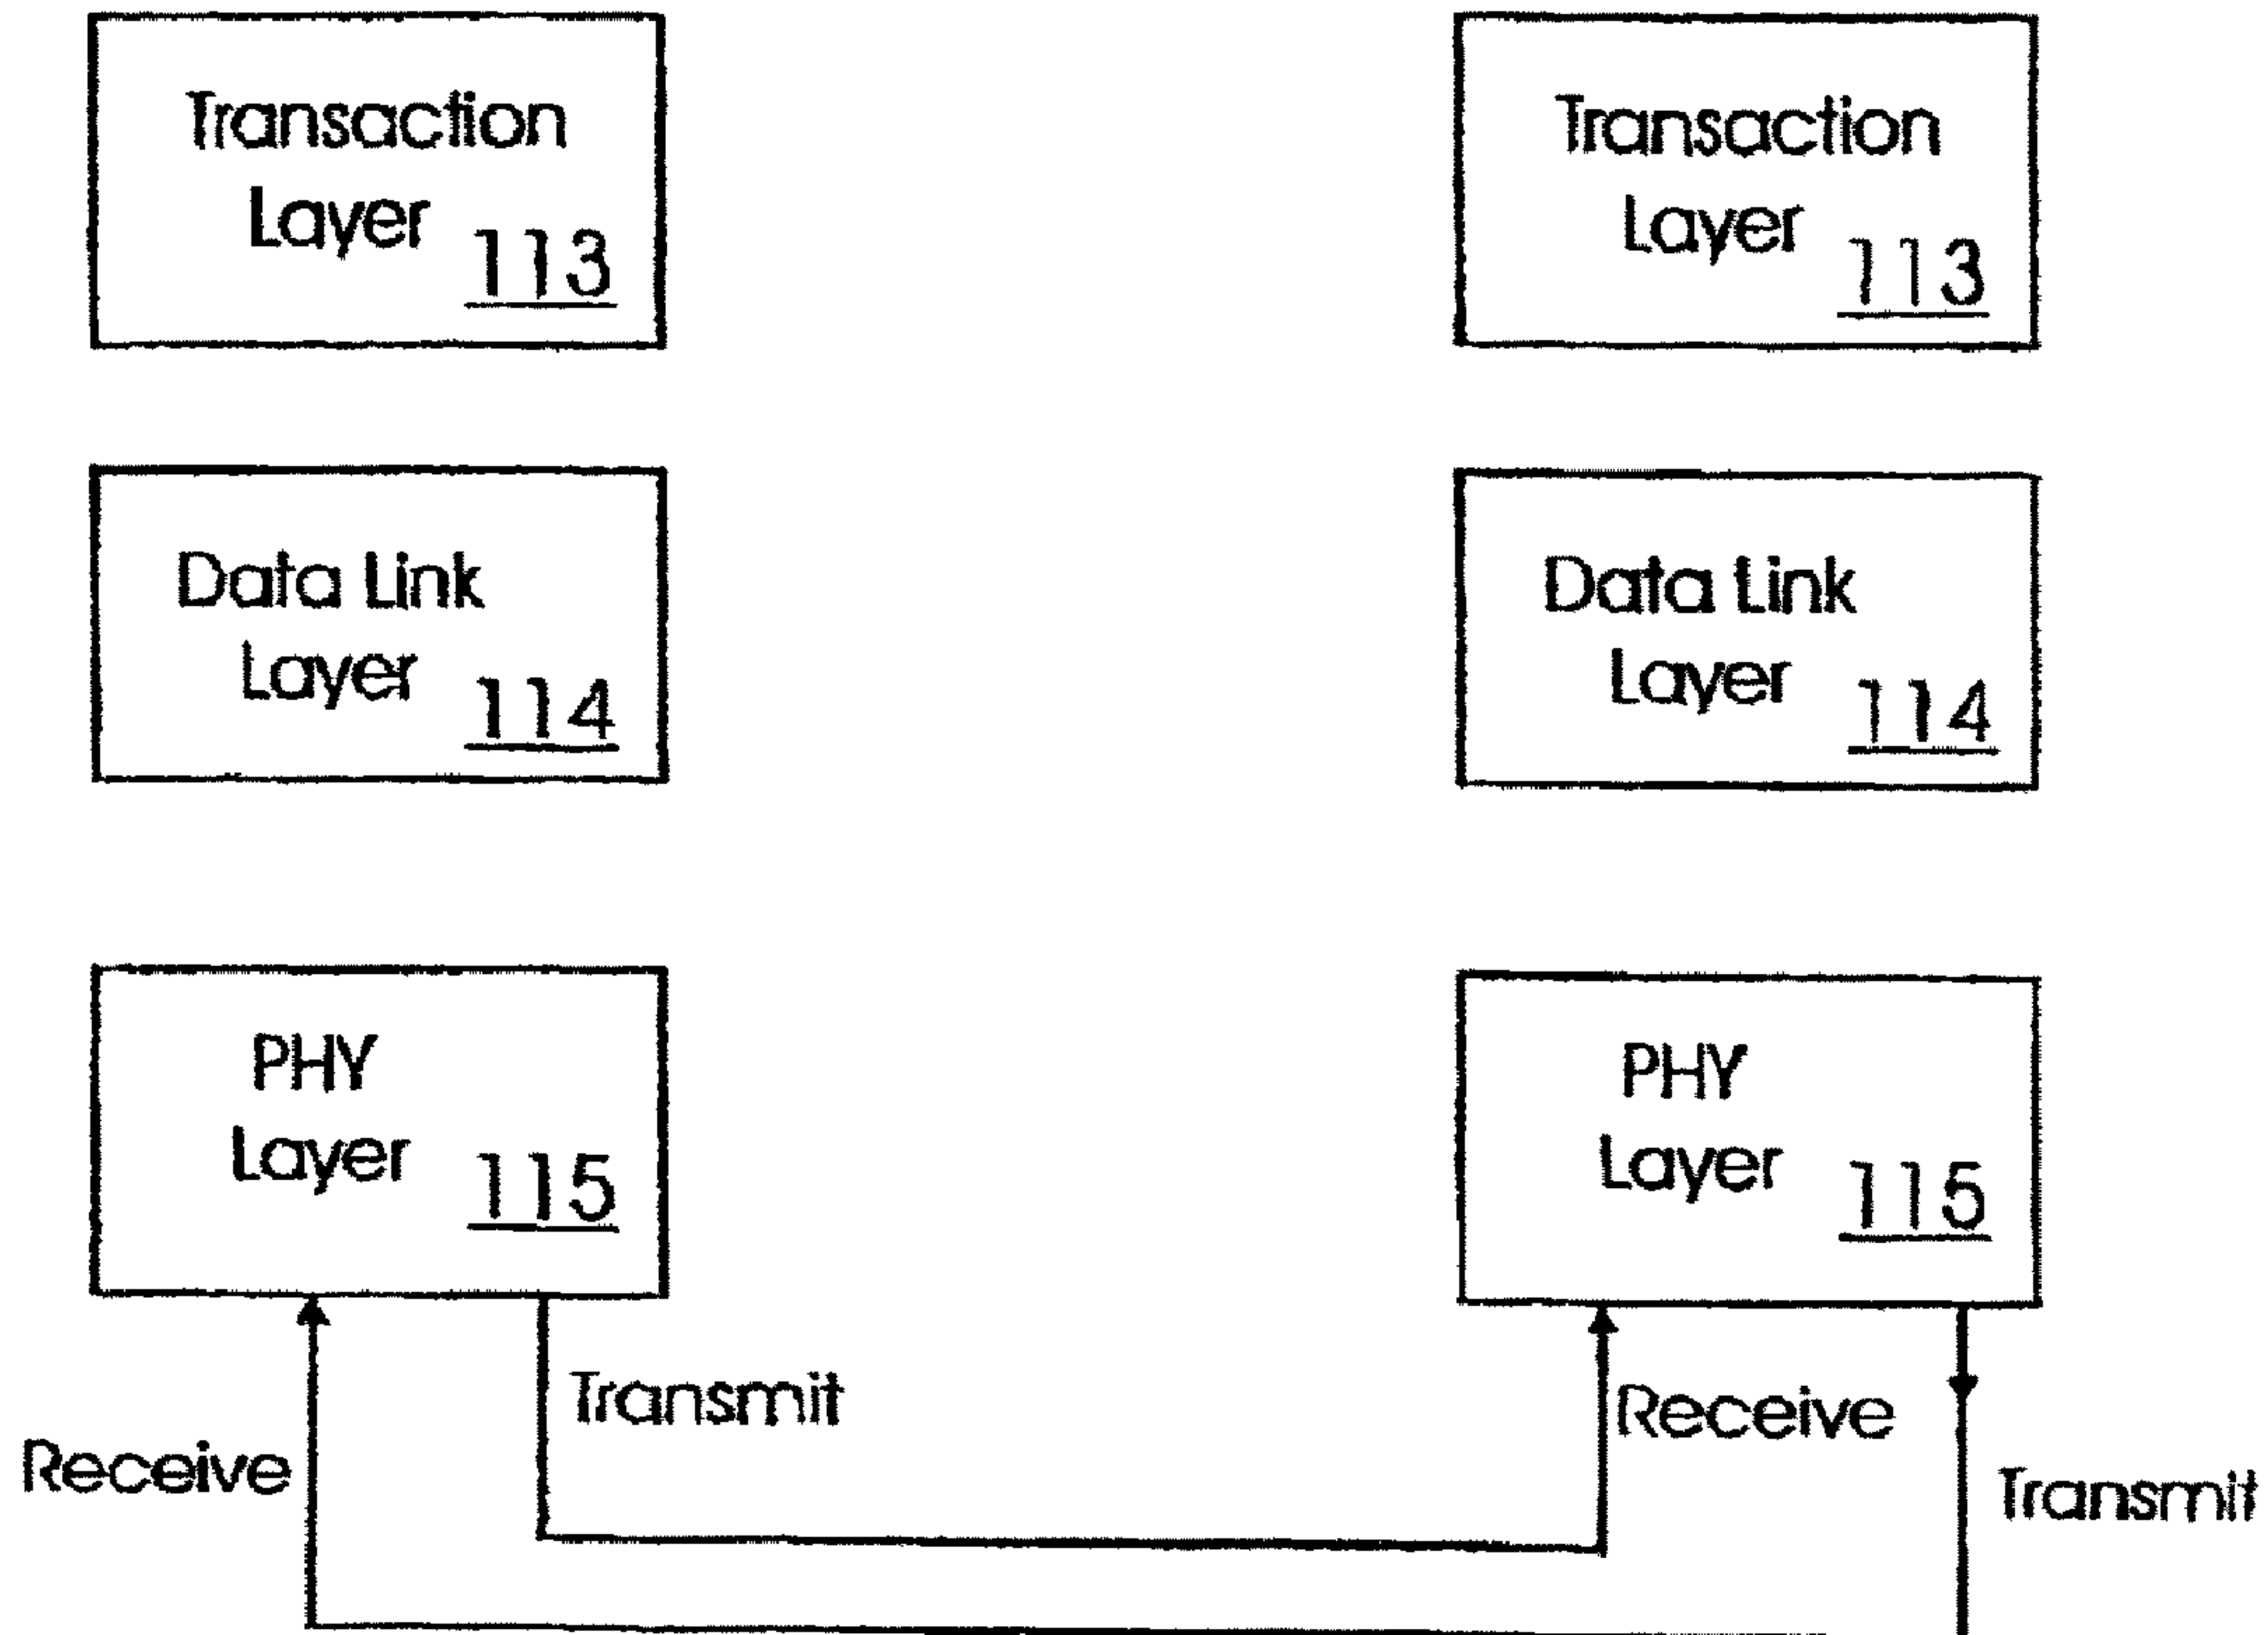 Transaction
Layer
113
Transaction
Layer
113
Data Link
Layer
114
Data Link
Layer
114
PHY
Layer
115
PHY
Layer
115
Transmit
Receive
Receive
Transmit